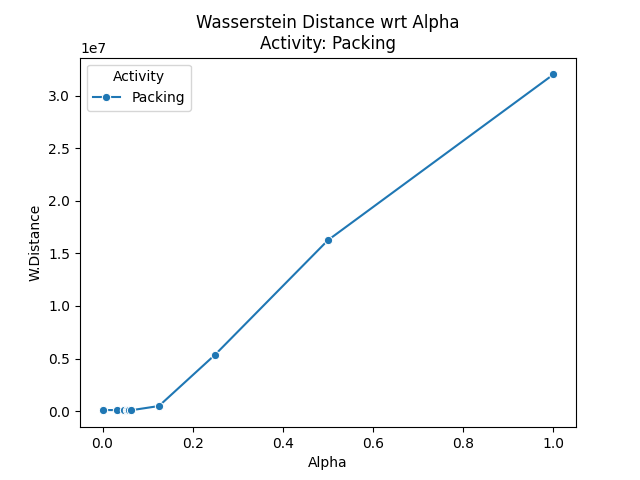 Wasserstein Distance wrt Alpha
Activity: Packing
1e7
Activity
Packing
3.0
2.5
2.0
1.5
1.0
0.5
0.0
W.Distance
0.0 0.2 0.4 0.6 0.8 1.0
Alpha